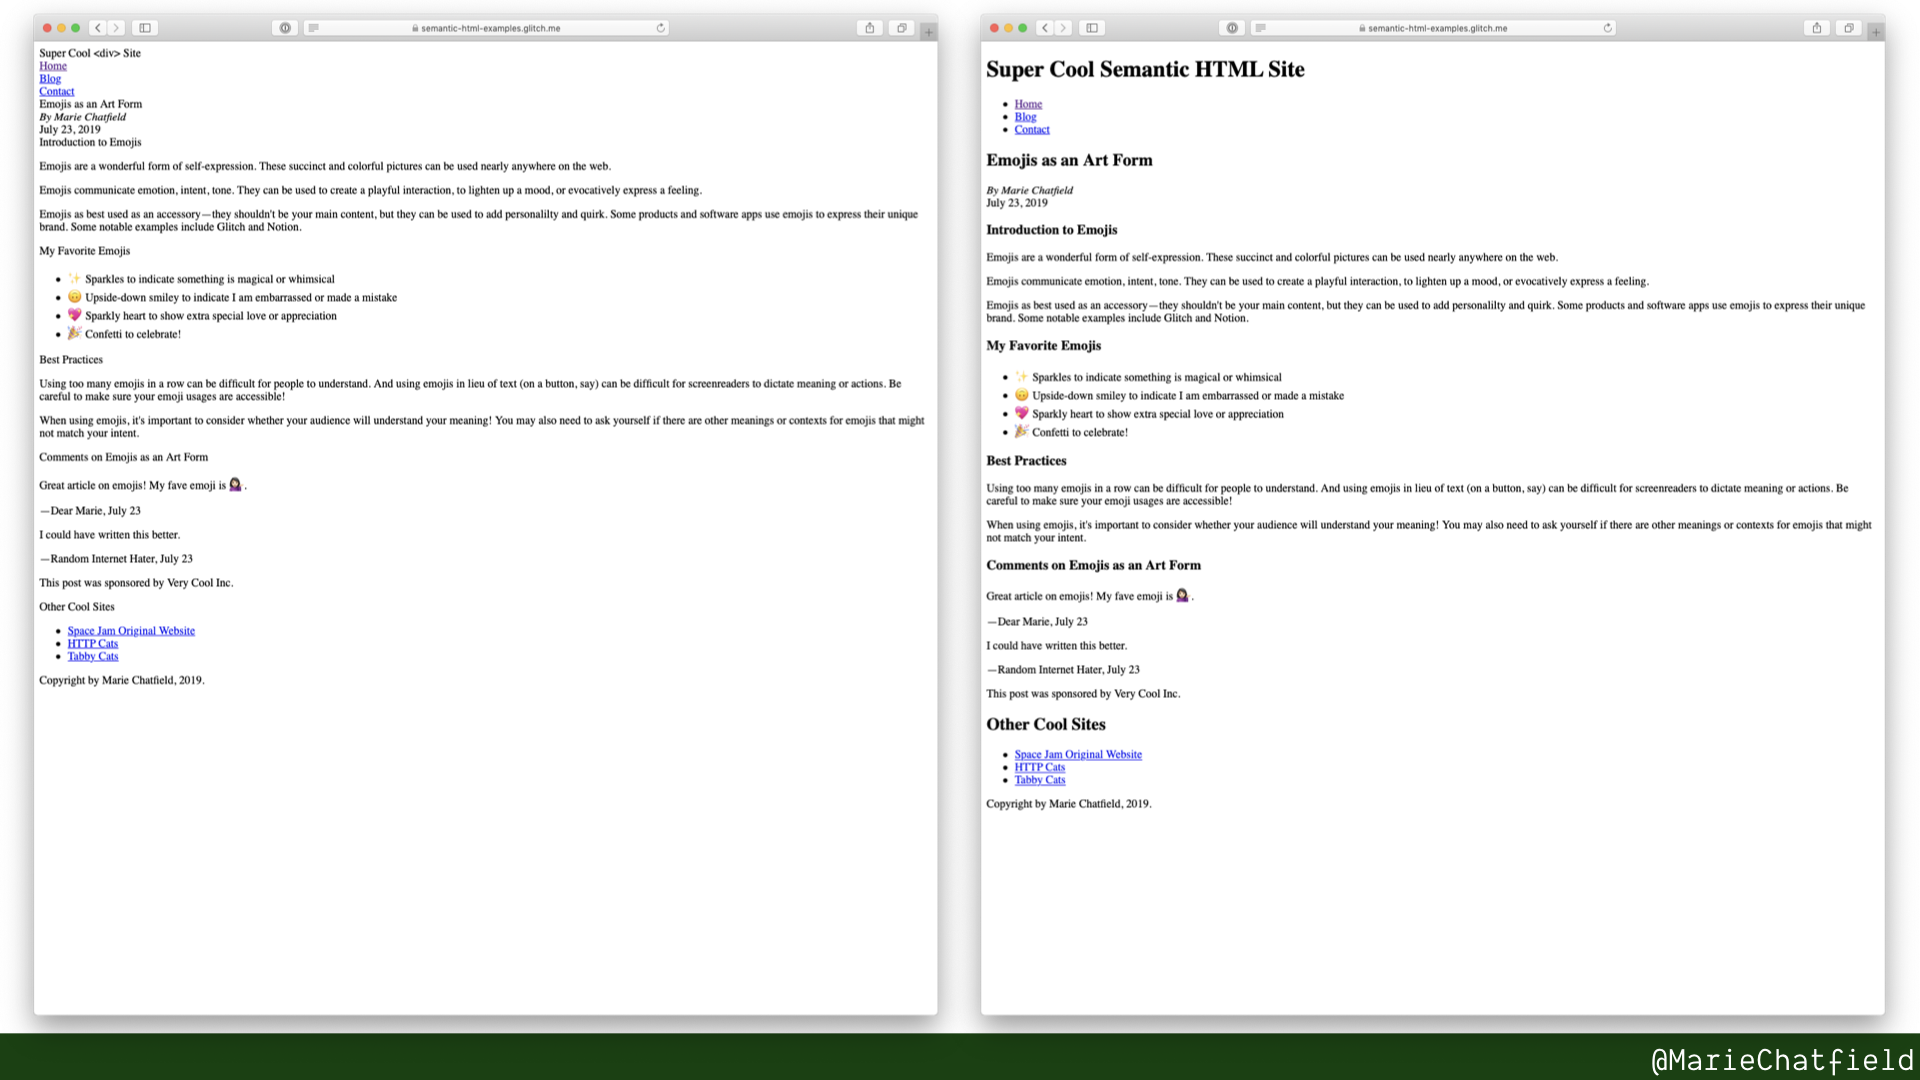 semantic-html-examples.glitch.me
Super Cool <div> Site
Home
Blog
Contact
Emojis as an Art Form
By Marie Chatfield
July 23, 2019
Introduction to Emojis
Emojis are a wonderful form of self-expression. These succinct and colorful pictures can be used nearly anywhere on the web.
Emojis communicate emotion, intent, tone. They can be used to create a playful interaction, to lighten up a mood, or evocatively express a feeling.
Emojis as best used as an accessory—they shouldn't be your main content, but they can be used to add personalilty and quirk. Some products and software apps use emojis to express their unique
brand. Some notable examples include Glitch and Notion.
My Favorite Emojis
• ✨ Sparkles to indicate something is magical or whimsical
• 🙃 Upside-down smiley to indicate I am embarrassed or made a mistake
• 💖 Sparkly heart to show extra special love or appreciation
• 🎉 Confetti to celebrate!
Best Practices
Using too many emojis in a row can be difficult for people to understand. And using emojis in lieu of text (on a button, say) can be difficult for screenreaders to dictate meaning or actions. Be
careful to make sure your emoji usages are accessible!
When using emojis, it's important to consider whether your audience will understand your meaning! You may also need to ask yourself if there are other meanings or contexts for emojis that might
not match your intent.
Comments on Emojis as an Art Form
Great article on emojis! My fave emoji is 💁🏻‍♀️.
—Dear Marie, July 23
I could have written this better.
—Random Internet Hater, July 23
This post was sponsored by Very Cool Inc.
Other Cool Sites
• Space Jam Original Website
• HTTP Cats
• Tabby Cats
Copyright by Marie Chatfield, 2019.
semantic-html-examples.glitch.me
Super Cool Semantic HTML Site
• Home
• Blog
• Contact
Emojis as an Art Form
By Marie Chatfield
July 23, 2019
Introduction to Emojis
Emojis are a wonderful form of self-expression. These succinct and colorful pictures can be used nearly anywhere on the web.
Emojis communicate emotion, intent, tone. They can be used to create a playful interaction, to lighten up a mood, or evocatively express a feeling.
Emojis as best used as an accessory—they shouldn't be your main content, but they can be used to add personalilty and quirk. Some products and software apps use emojis to express their unique
brand. Some notable examples include Glitch and Notion.
My Favorite Emojis
• ✨ Sparkles to indicate something is magical or whimsical
• 🙃 Upside-down smiley to indicate I am embarrassed or made a mistake
• 💖 Sparkly heart to show extra special love or appreciation
• 🎉 Confetti to celebrate!
Best Practices
Using too many emojis in a row can be difficult for people to understand. And using emojis in lieu of text (on a button, say) can be difficult for screenreaders to dictate meaning or actions. Be
careful to make sure your emoji usages are accessible!
When using emojis, it's important to consider whether your audience will understand your meaning! You may also need to ask yourself if there are other meanings or contexts for emojis that might
not match your intent.
Comments on Emojis as an Art Form
Great article on emojis! My fave emoji is 💁🏻‍♀️.
—Dear Marie, July 23
I could have written this better.
—Random Internet Hater, July 23
This post was sponsored by Very Cool Inc.
Other Cool Sites
• Space Jam Original Website
• HTTP Cats
• Tabby Cats
Copyright by Marie Chatfield, 2019.
@MarieChatfield